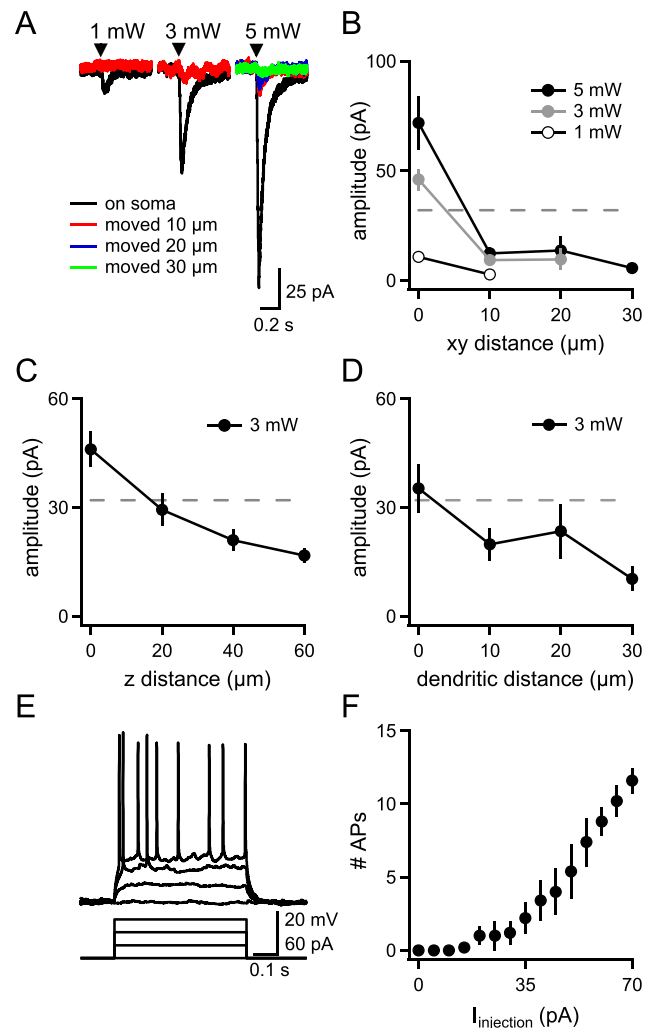 A
1 mW 3 mW 5 mW
on soma
moved 10 µm
moved 20 µm
moved 30 µm
25 pA
0.2 s
B
100
50
0
amplitude (pA)
5 mW
3 mW
1 mW
0 10 20 30
xy distance (µm)
C
60
30
0
amplitude (pA)
3 mW
0 20 40 60
z distance (µm)
D
60
30
0
amplitude (pA)
3 mW
0 10 20 30
dendritic distance (µm)
E
20 mV
60 pA
0.1 s
F
15
10
5
0
# APs
0 35 70
Iinjection (pA)